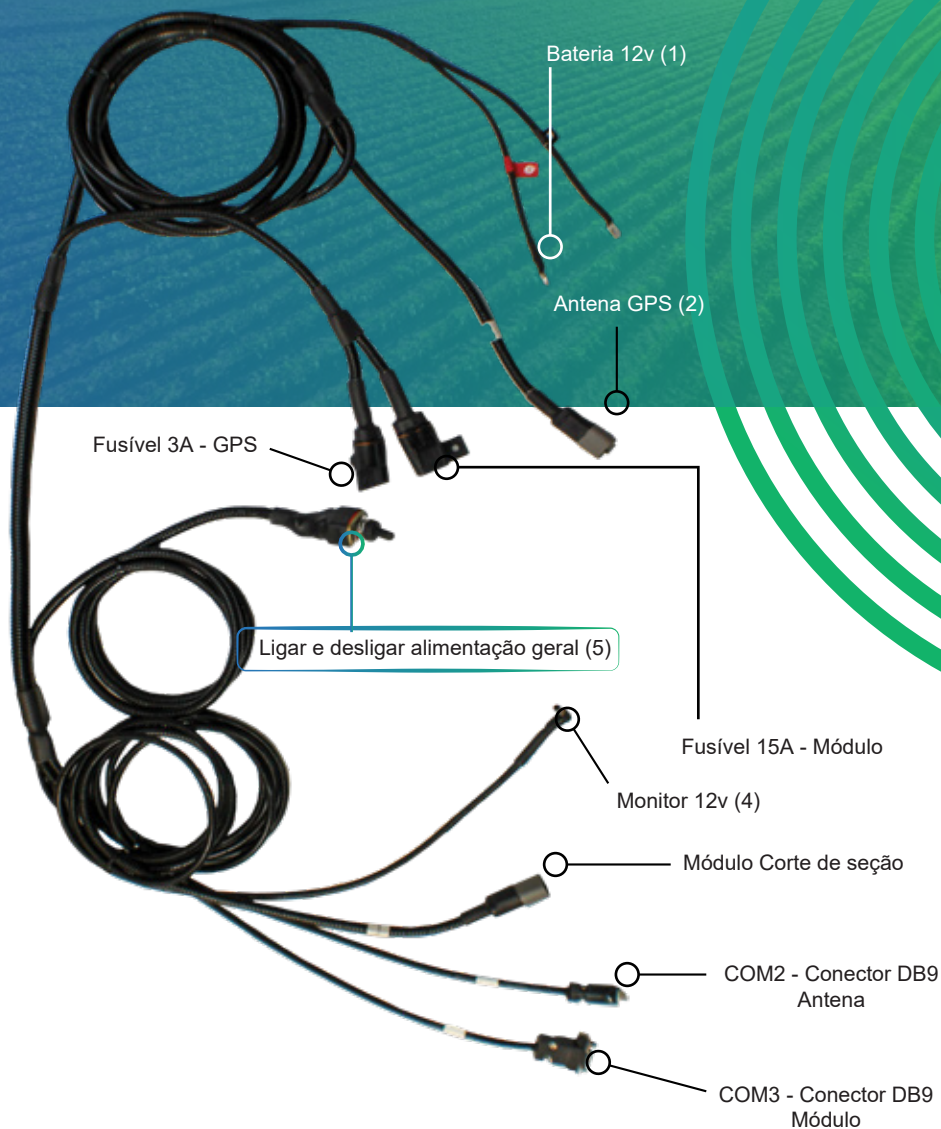 Bateria 12v (1)
Antena GPS (2)
Fusível 3A - GPS
Ligar e desligar alimentação geral (5)
Fusível 15A - Módulo
Monitor 12v (4)
Módulo Corte de seção
COM2 - Conector DB9
Antena
COM3 - Conector DB9
Módulo